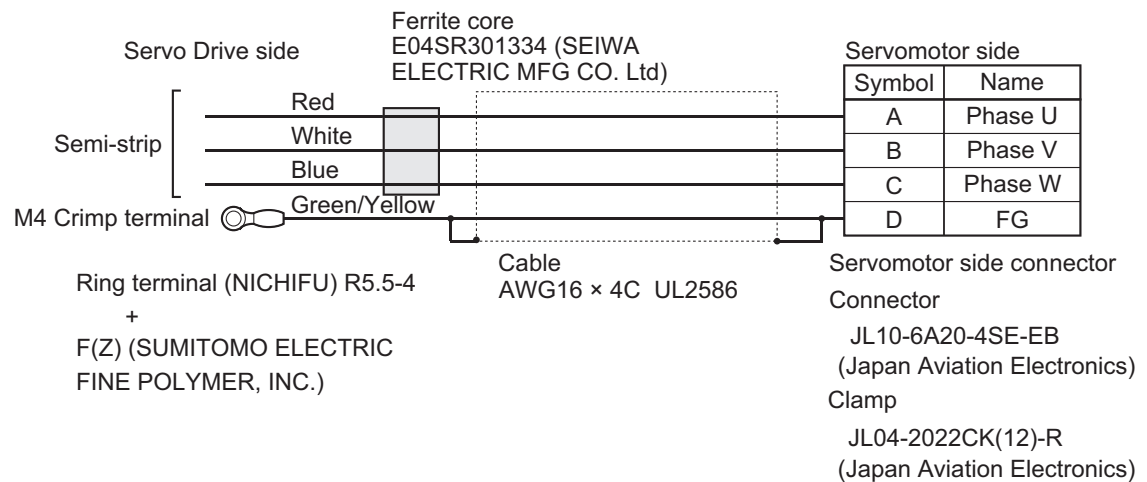 Ferrite core
E04SR301334 (SEIWA
ELECTRIC MFG CO. Ltd)
Servo Drive side
Servomotor side
Symbol Name
Red
A Phase U
White
B Phase V
Semi-strip
Blue
C Phase W
M4 Crimp terminal
Green/Yellow
D FG
Cable
AWG16 × 4C UL2586
Ring terminal (NICHIFU) R5.5-4
+
F(Z) (SUMITOMO ELECTRIC
FINE POLYMER, INC.)
Servomotor side connector
Connector
JL10-6A20-4SE-EB
(Japan Aviation Electronics)
Clamp
JL04-2022CK(12)-R
(Japan Aviation Electronics)